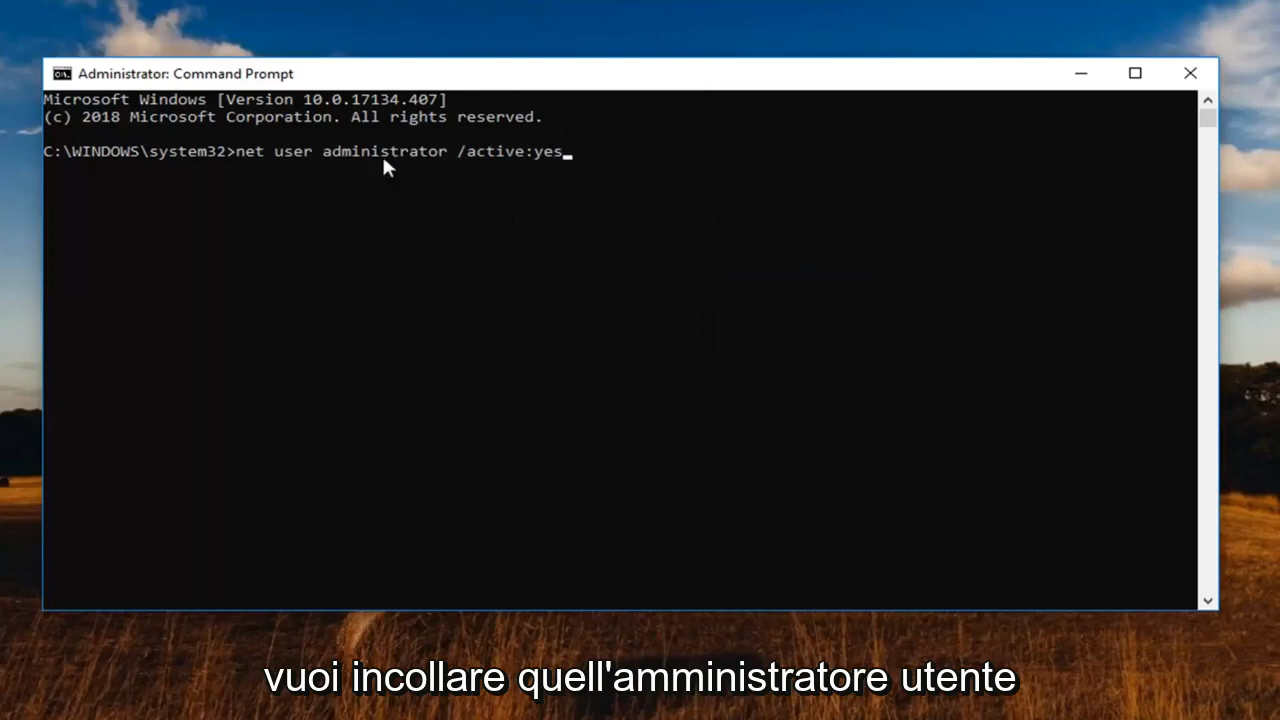 Administrator: Command Prompt
Microsoft Windows [Version 10.0.17134.407]
(c) 2018 Microsoft Corporation. All rights reserved.
C:\WINDOWS\system32>net user administrator /active:yes_
vuoi incollare quell'amministratore utente